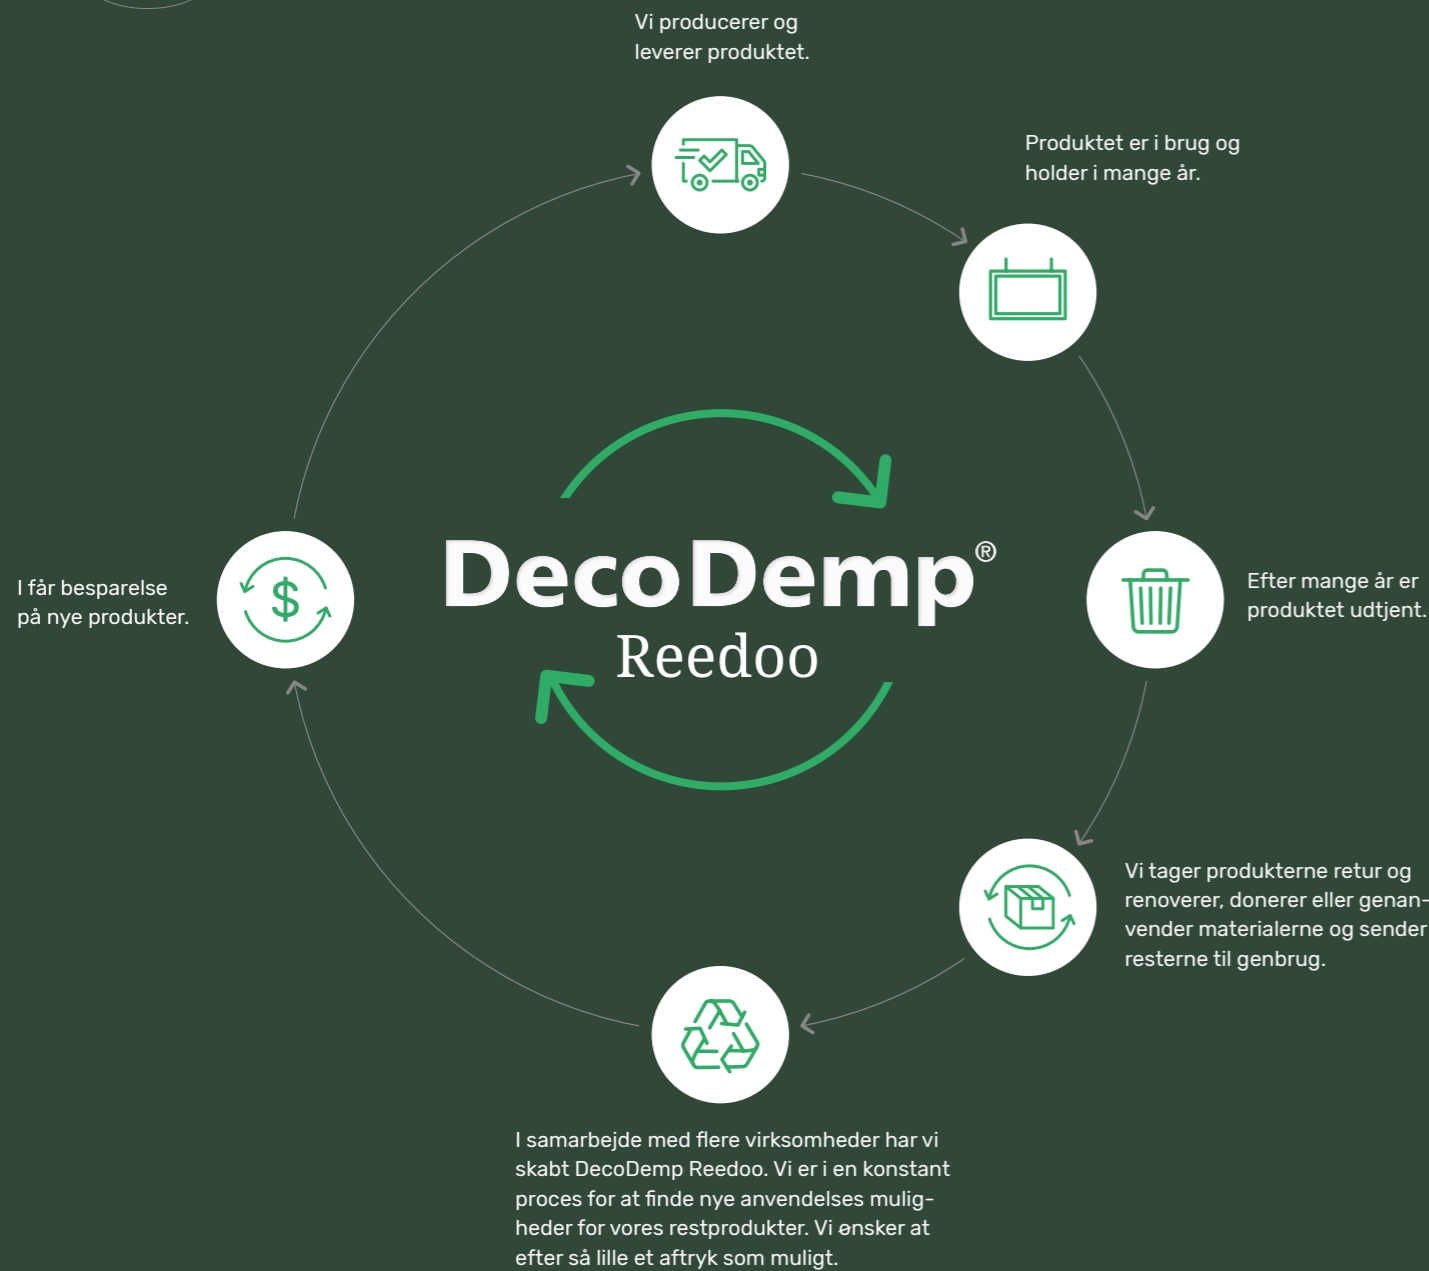 Vi producerer og
leverer produktet.
Produktet er i brug og
holder i mange år.
Efter mange år er
produktet udtjent.
Vi tager produkterne retur og
renoverer, donerer eller genan-
vender materialerne og sender
resterne til genbrug.
I samarbejde med flere virksomheder har vi
skabt DecoDemp Reedoo. Vi er i en konstant
proces for at finde nye anvendelses mulig-
heder for vores restprodukter. Vi ønsker at
efter så lille et aftryk som muligt.
I får besparelse
på nye produkter.
$
DecoDemp®
Reedoo